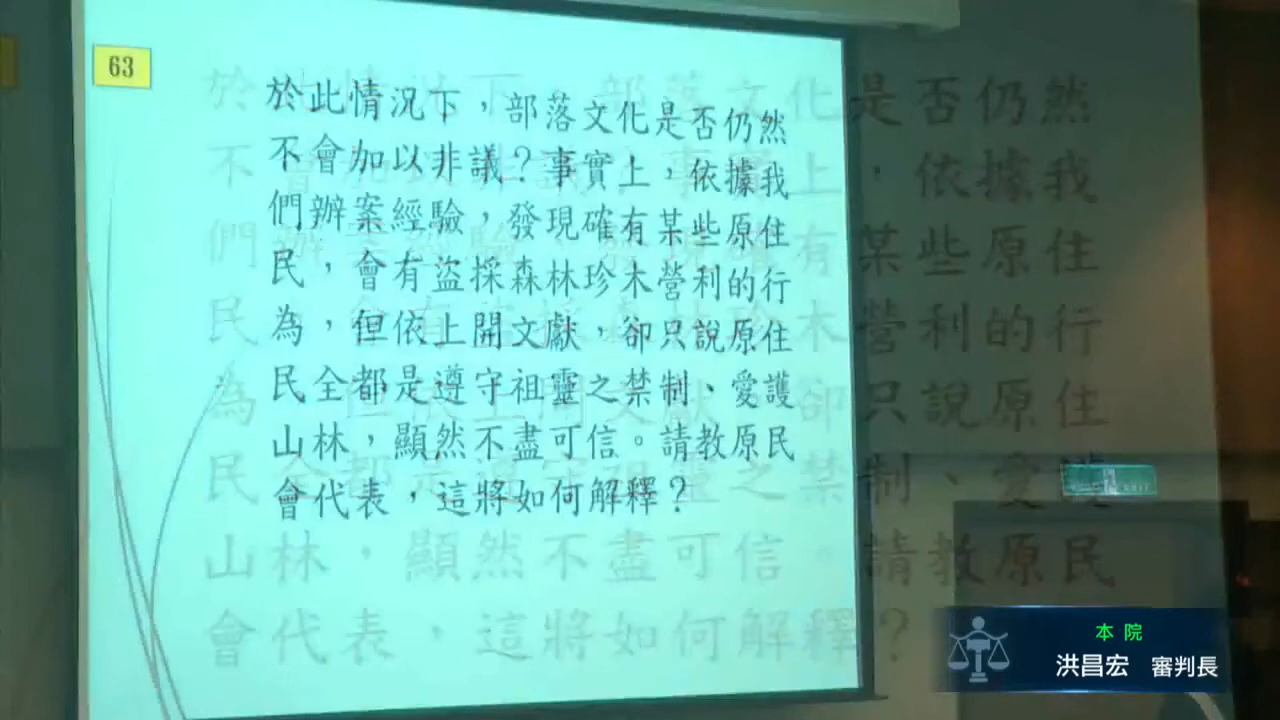 63
於此情況下，部落文化是否仍然
不會加以非議？事實上，依據我
們辦案經驗，發現確有某些原住
民，會有盜採森林珍木營利的行
為，但依上開文獻，卻只說原住
民全都是遵守祖靈之禁制、愛護
山林，顯然不盡可信。請教原民
會代表，這將如何解釋？
本院
洪昌宏 審判長